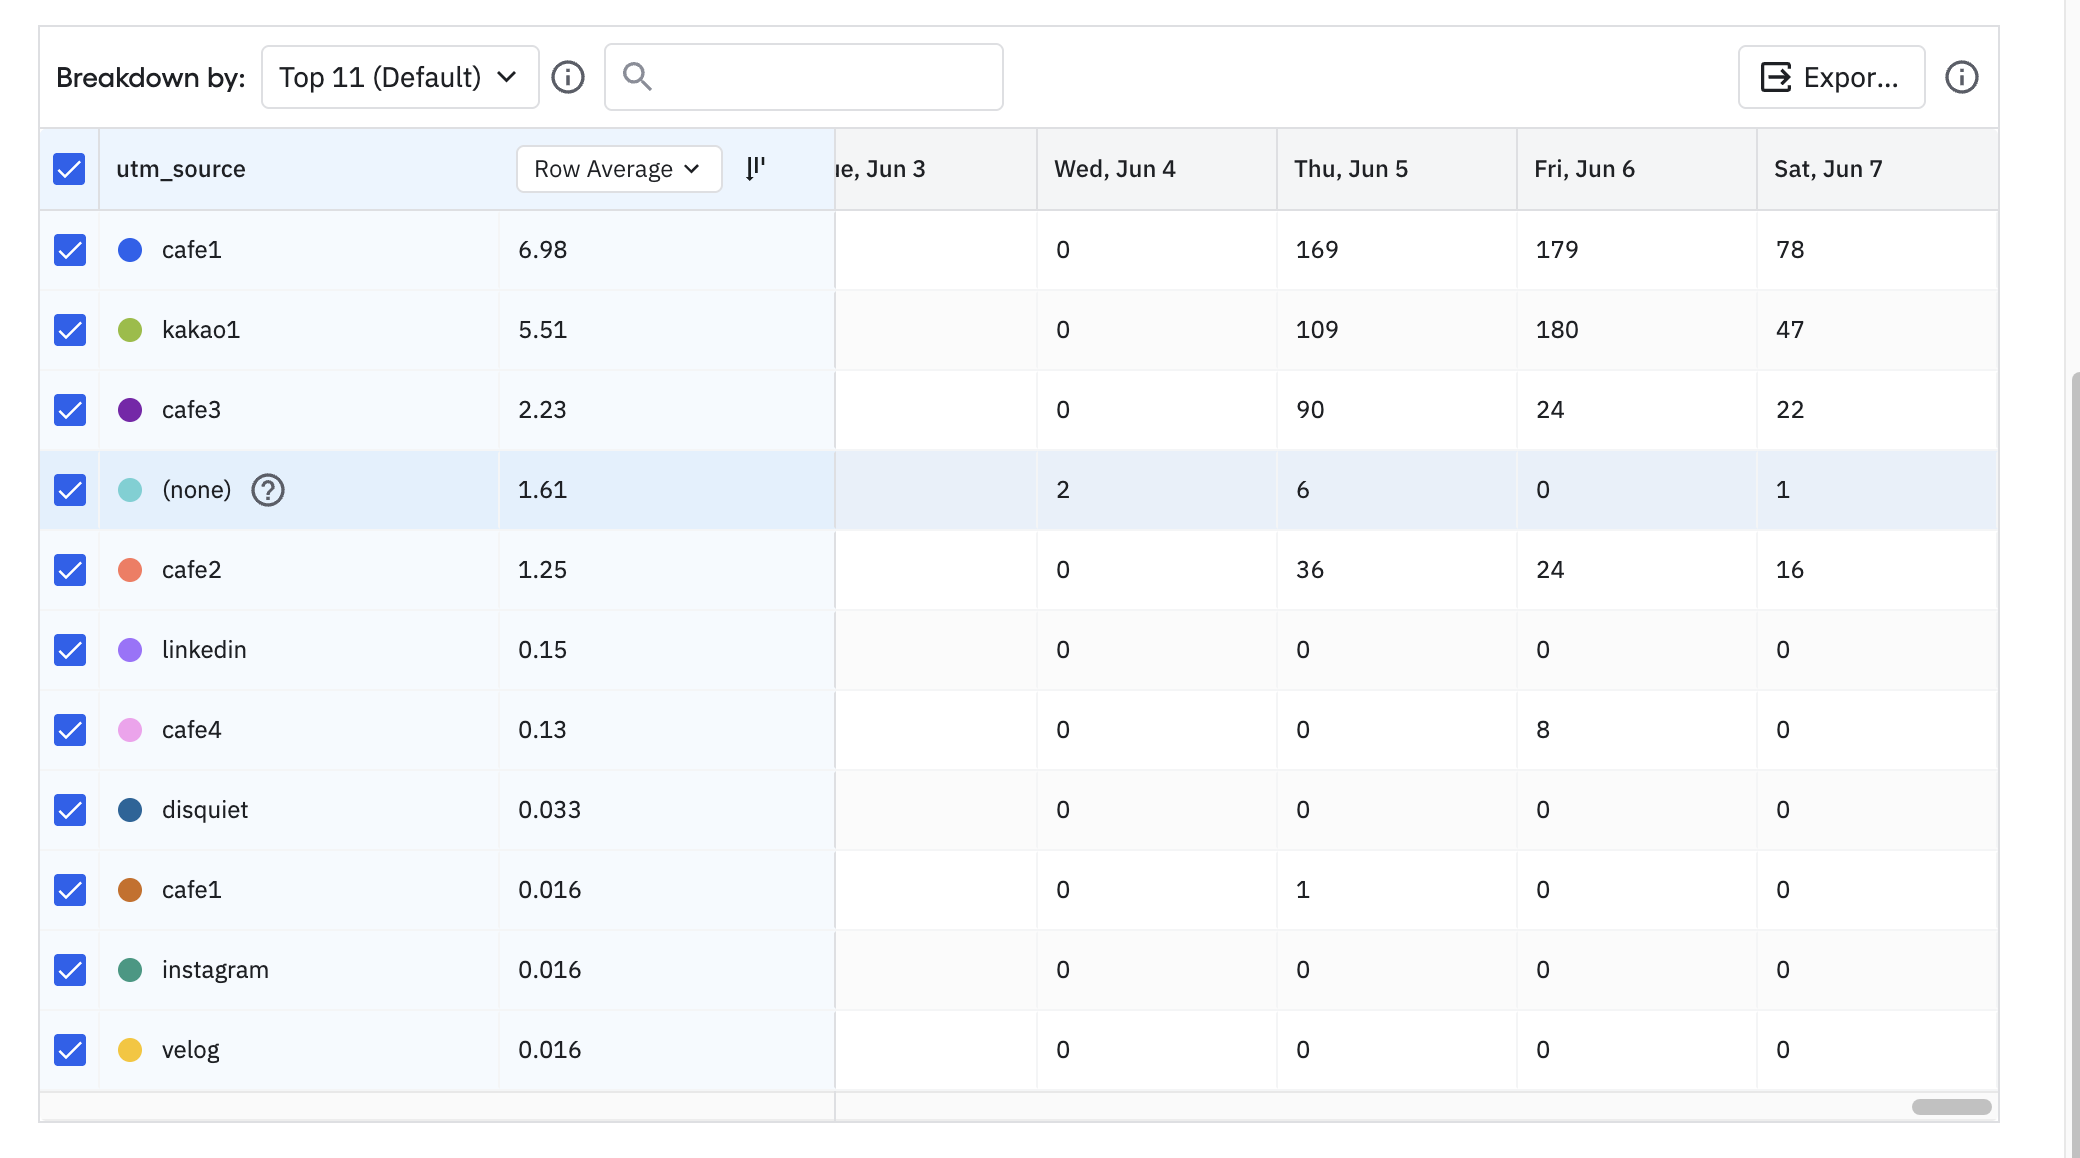 Breakdown by: Top 11 (Default) Expor...
utm_source Row Average ue, Jun 3 Wed, Jun 4 Thu, Jun 5 Fri, Jun 6 Sat, Jun 7
cafe1 6.98 0 169 179 78
kakao1 5.51 0 109 180 47
cafe3 2.23 0 90 24 22
(none) 1.61 2 6 0 1
cafe2 1.25 0 36 24 16
linkedin 0.15 0 0 0 0
cafe4 0.13 0 0 8 0
disquiet 0.033 0 0 0 0
cafe1 0.016 0 1 0 0
instagram 0.016 0 0 0 0
velog 0.016 0 0 0 0